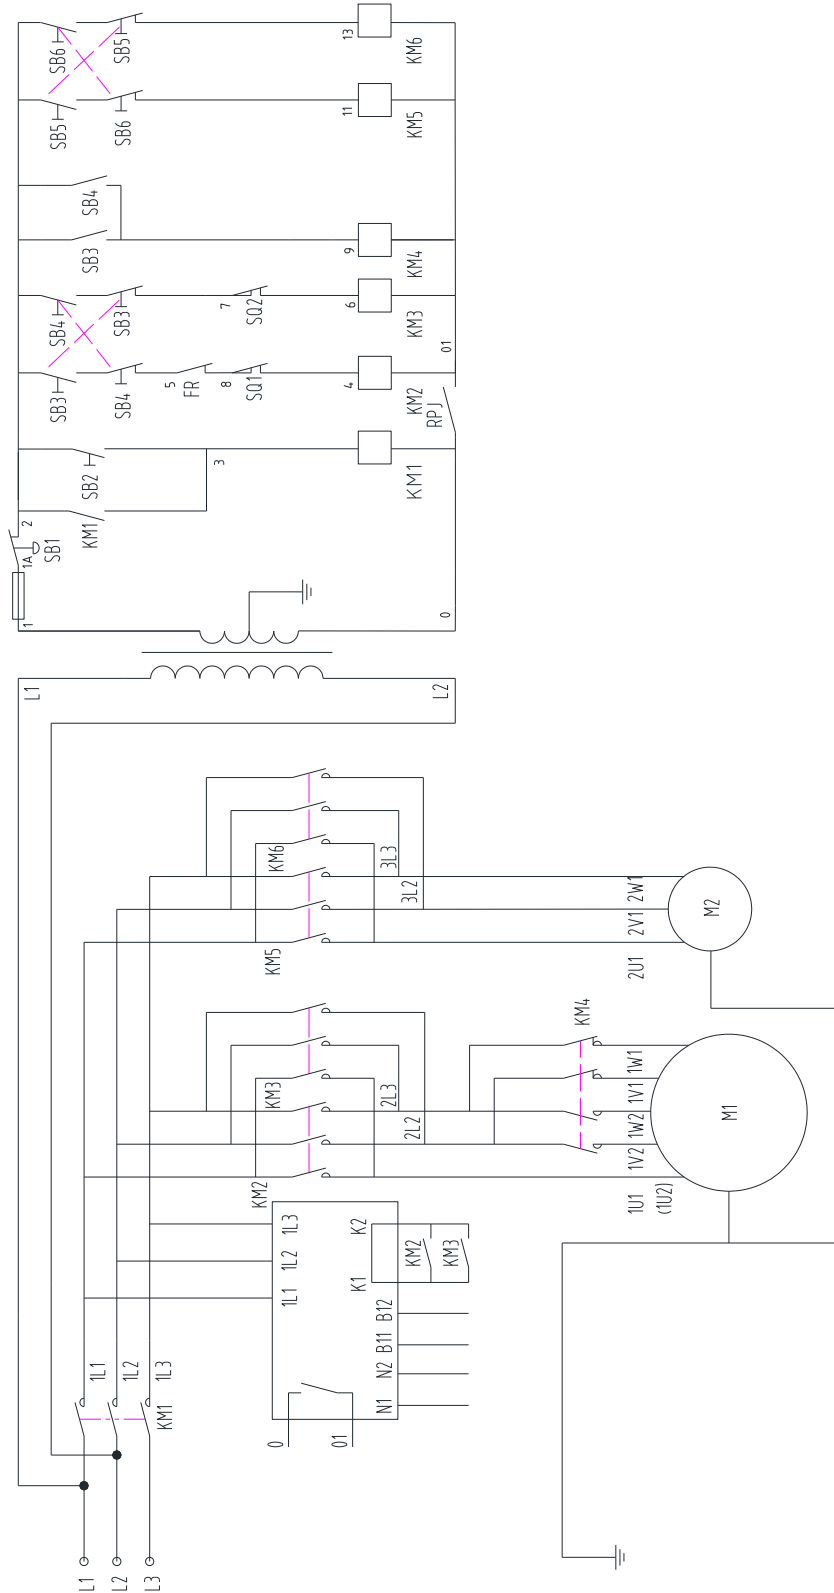 L1
L2
L3
1L1
1L2
1L3
KM1
0
01
N1
N2
B11
B12
1L1
1L2
1L3
K1
K2
KM2
KM3
KM2
KM3
2L2
2L3
KM4
1U1
(1U2)
1V2
1W2
1V1
1W1
M1
KM5
KM6
3L2
3L3
2U1
2V1
2W1
M2
L1
L2
1
0
1A
2
SB1
KM1
SB2
3
KM1
RPJ
01
SB3
SB4
5
FR
8
SQ1
4
KM2
SB4
SB3
7
SQ2
6
KM3
SB3
SB4
9
KM4
SB5
SB6
11
KM5
SB6
SB5
13
KM6